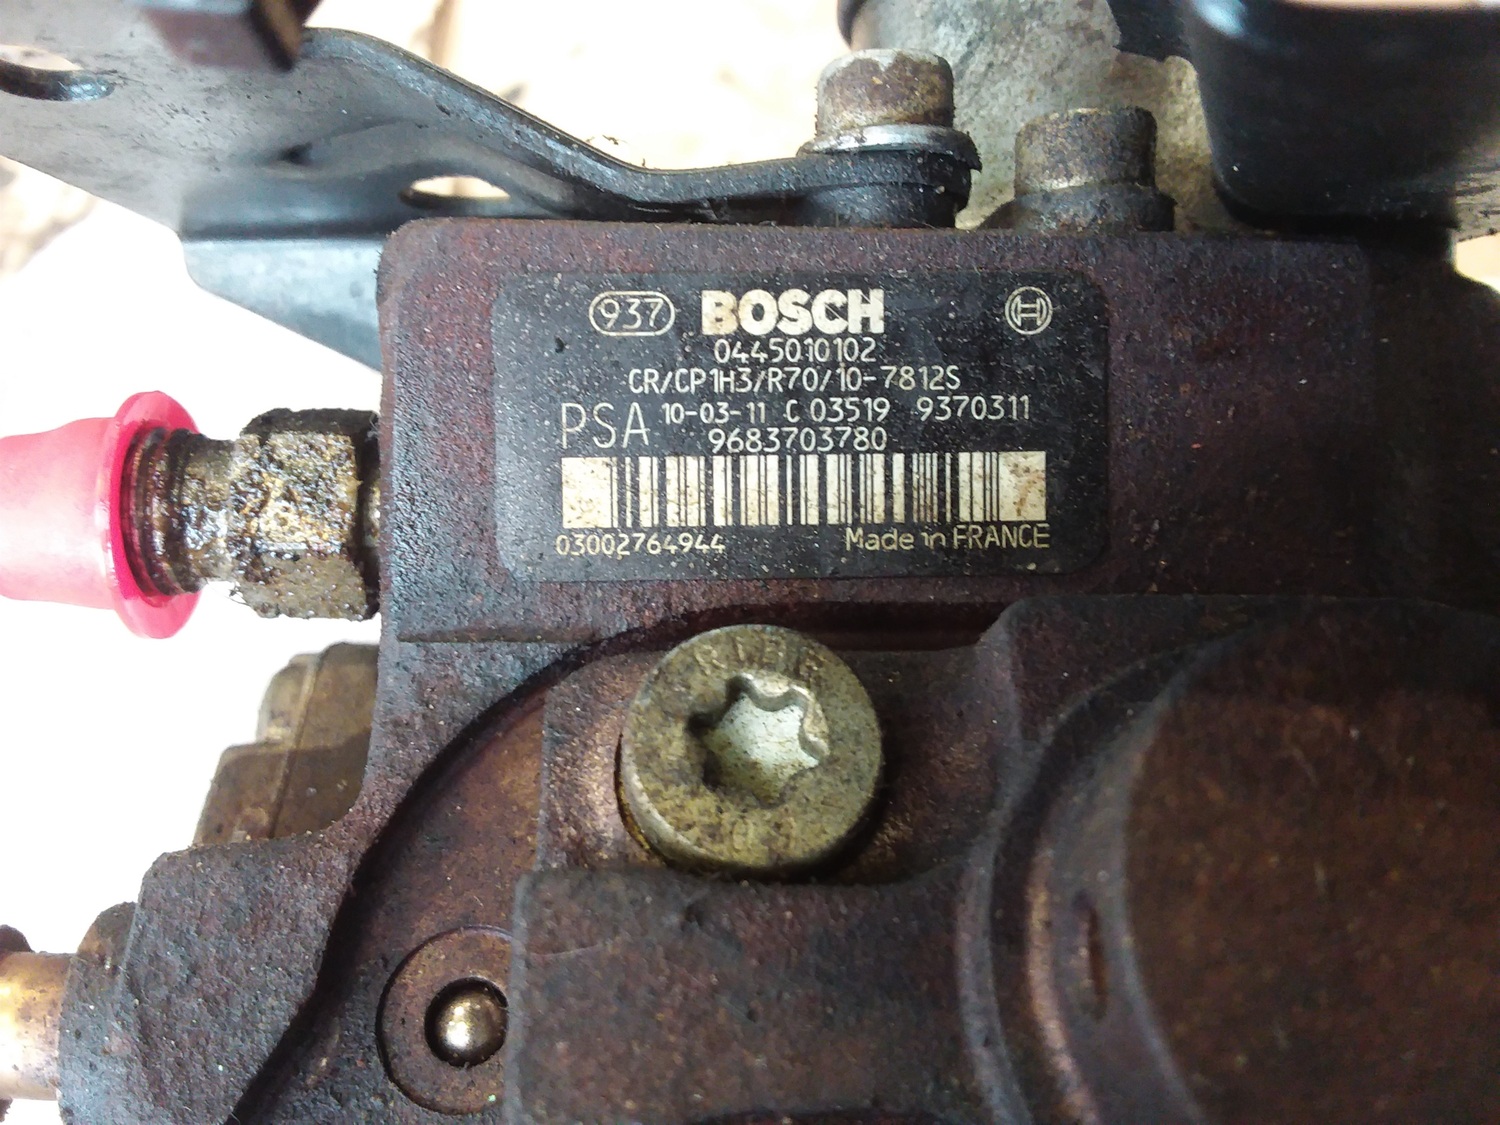 937 BOSCH
0445010102
CR/CP1H3/R70/10-7812S
PSA 10-03-11 C 03519 9370311
9683703780
03002764944 Made in FRANCE
RIBE